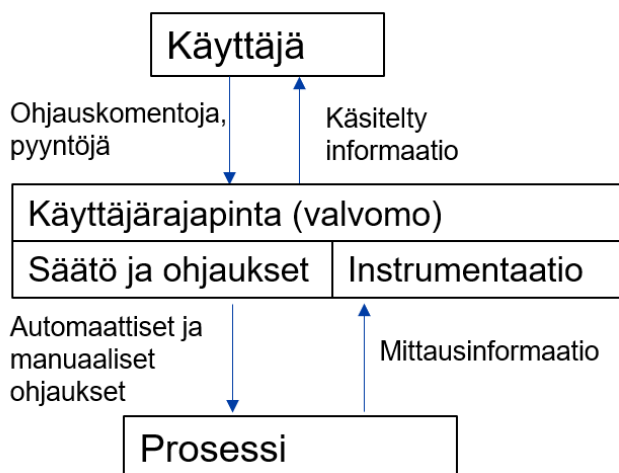 Käyttäjä
Ohjauskomentoja,
pyyntöjä
Käsitelty
informaatio
Käyttäjärajapinta (valvomo)
Säätö ja ohjaukset
Instrumentaatio
Automaattiset ja
manuaaliset
ohjaukset
Mittausinformaatio
Prosessi